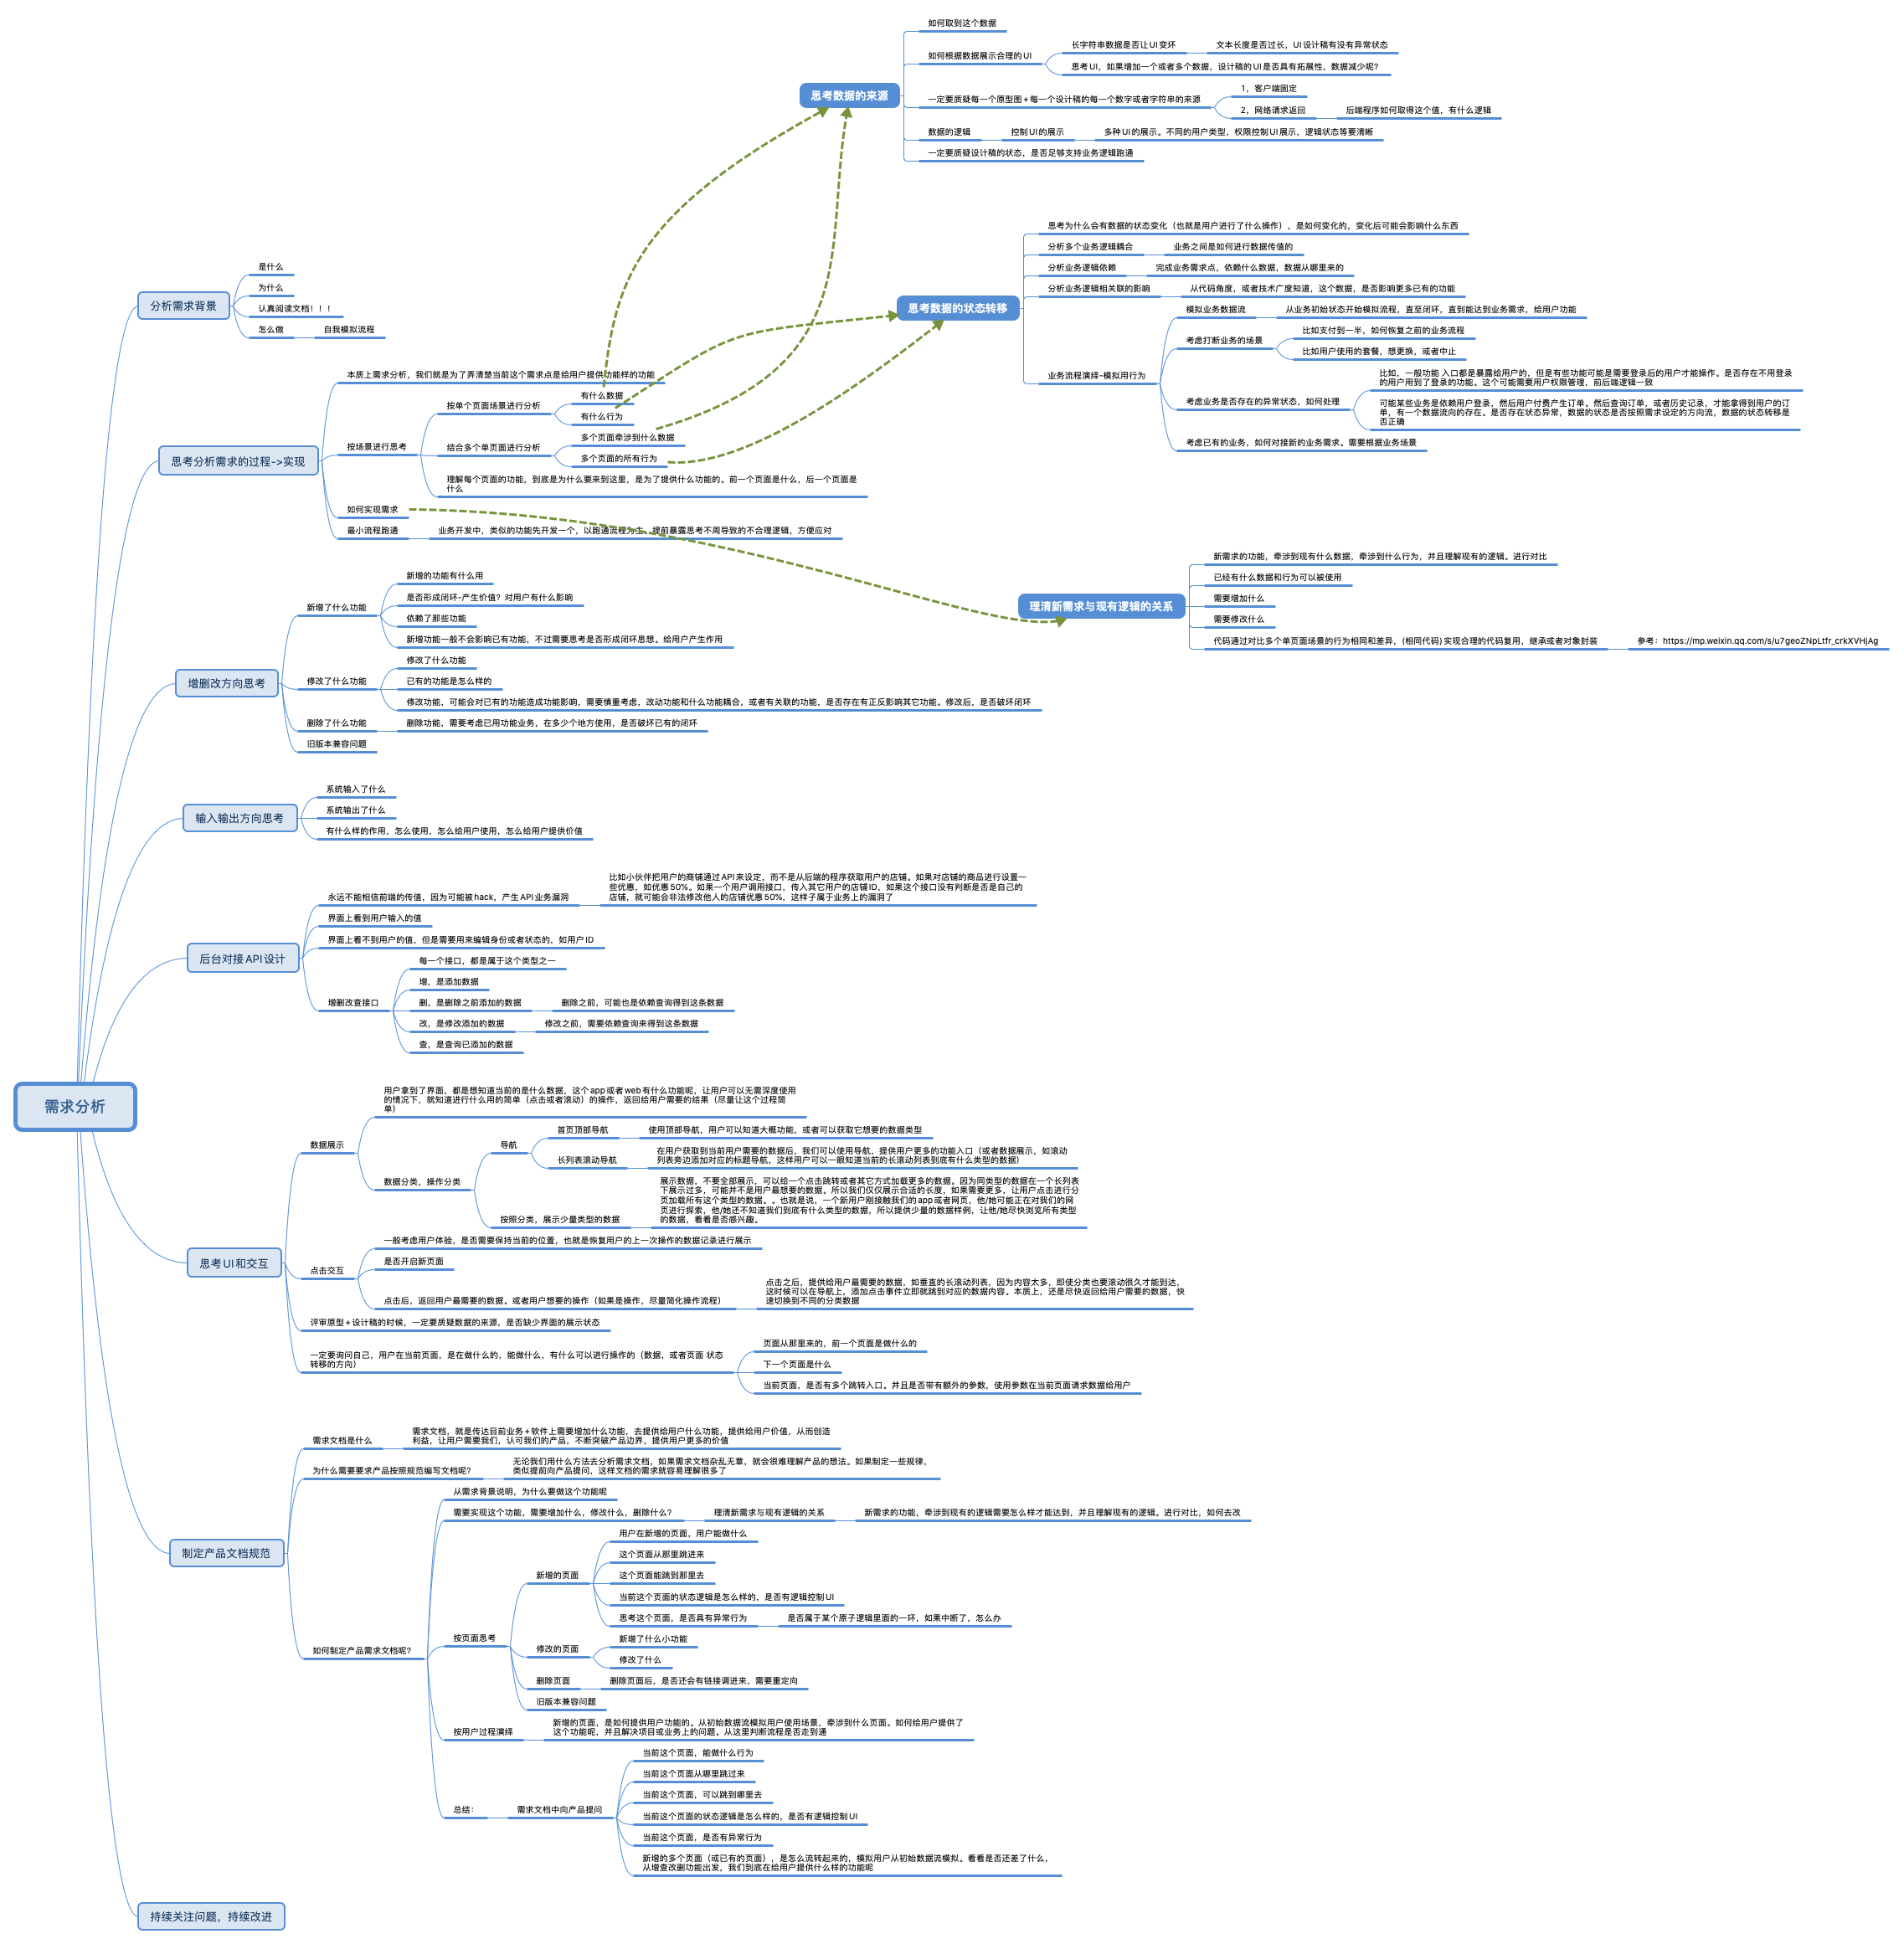 如何取到这个数据
如何根据数据展示合理的UI
长字符串数据是否让UI变坏
文本长度是否过长，UI设计稿有没有异常状态
思考UI，如果增加一个或者多个数据，设计稿的UI是否具有拓展性，数据减少呢?
思考数据的来源
一定要质疑每一个原型图+每一个设计稿的每一个数字或者字符串的来源
1，客户端固定
2，网络请求返回
后端程序如何取得这个值，有什么逻辑
数据的逻辑
控制UI的展示
多种UI的展示。不同的用户类型，权限控制UI展示，逻辑状态等要清晰
一定要质疑设计稿的状态，是否足够支持业务逻辑跑通
思考数据的状态转移
思考为什么会有数据的状态变化（也就是用户进行了什么操作），是如何变化的，变化后可能会影响什么东西
分析多个业务逻辑耦合
业务之间是如何进行数据传值的
分析业务逻辑依赖
完成业务需求点，依赖什么数据，数据从哪里来的
分析业务逻辑相关联的影响
从代码角度，或者技术广度知道，这个数据，是否影响更多已有的功能
业务流程演绎-模拟用行为
模拟业务数据流
从业务初始状态开始模拟流程，直至闭环，直到能达到业务需求，给用户功能
考虑打断业务的场景
比如支付到一半，如何恢复之前的业务流程
比如用户使用的套餐，想更换，或者中止
考虑业务是否存在的异常状态，如何处理
比如，一般功能 入口都是暴露给用户的，但是有些功能可能是需要登录后的用户才能操作。是否存在不用登录
的用户用到了登录的功能。这个可能需要用户权限管理，前后端逻辑一致
可能某些业务是依赖用户登录，然后用户付费产生订单。然后查询订单，或者历史记录，才能拿得到用户的订
单，有一个数据流向的存在。是否存在状态异常，数据的状态是否按照需求设定的方向流，数据的状态转移是
否正确
考虑已有的业务，如何对接新的业务需求。需要根据业务场景
理清新需求与现有逻辑的关系
新需求的功能，牵涉到现有什么数据，牵涉到什么行为，并且理解现有的逻辑。进行对比
已经有什么数据和行为可以被使用
需要增加什么
需要修改什么
代码通过对比多个单页面场景的行为相同和差异，(相同代码) 实现合理的代码复用，继承或者对象封装
参考：https://mp.weixin.qq.com/s/u7geoZNpLtfr_crkXVHjAg
需求分析
分析需求背景
是什么
为什么
认真阅读文档！！！
怎么做
自我模拟流程
思考分析需求的过程->实现
本质上需求分析，我们就是为了弄清楚当前这个需求点是给用户提供功能样的功能
按场景进行思考
按单个页面场景进行分析
有什么数据
有什么行为
结合多个单页面进行分析
多个页面牵涉到什么数据
多个页面的所有行为
理解每个页面的功能，到底是为什么要来到这里，是为了提供什么功能的。前一个页面是什么，后一个页面是
什么
如何实现需求
最小流程跑通
业务开发中，类似的功能先开发一个，以跑通流程为主，提前暴露思考不周导致的不合理逻辑，方便应对
增删改方向思考
新增了什么功能
新增的功能有什么用
是否形成闭环-产生价值？对用户有什么影响
依赖了那些功能
新增功能一般不会影响已有功能，不过需要思考是否形成闭环思想。给用户产生作用
修改了什么功能
修改了什么功能
已有的功能是怎么样的
修改功能，可能会对已有的功能造成功能影响，需要慎重考虑，改动功能和什么功能耦合，或者有关联的功能，是否存在有正反影响其它功能。修改后，是否破坏闭环
删除了什么功能
删除功能，需要考虑已用功能业务，在多少个地方使用，是否破坏已有的闭环
旧版本兼容问题
输入输出方向思考
系统输入了什么
系统输出了什么
有什么样的作用，怎么使用，怎么给用户使用，怎么给用户提供价值
后台对接API设计
永远不能相信前端的传值，因为可能被hack，产生API业务漏洞
比如小伙伴把用户的商铺通过API来设定，而不是从后端的程序获取用户的店铺。如果对店铺的商品进行设置一
些优惠，如优惠50%。如果一个用户调用接口，传入其它用户的店铺ID，如果这个接口没有判断是否是自己的
店铺，就可能会非法修改他人的店铺优惠50%，这样子属于业务上的漏洞了
界面上看到用户输入的值
界面上看不到用户的值，但是需要用来编辑身份或者状态的，如用户ID
增删改查接口
每一个接口，都是属于这个类型之一
增，是添加数据
删，是删除之前添加的数据
删除之前，可能也是依赖查询得到这条数据
改，是修改添加的数据
修改之前，需要依赖查询来得到这条数据
查，是查询已添加的数据
思考UI和交互
数据展示
用户拿到了界面，都是想知道当前的是什么数据，这个app或者web有什么功能呢，让用户可以无需深度使用
的情况下，就知道进行什么用的简单（点击或者滚动）的操作，返回给用户需要的结果（尽量让这个过程简
单）
数据分类，操作分类
导航
首页顶部导航
使用顶部导航，用户可以知道大概功能，或者可以获取它想要的数据类型
长列表滚动导航
在用户获取到当前用户需要的数据后，我们可以使用导航，提供用户更多的功能入口（或者数据展示，如滚动
列表旁边添加对应的标题导航，这样用户可以一眼知道当前的长滚动列表到底有什么类型的数据）
按照分类，展示少量类型的数据
展示数据，不要全部展示，可以给一个点击跳转或者其它方式加载更多的数据。因为同类型的数据在一个长列表
下展示过多，可能并不是用户最想要的数据。所以我们仅仅展示合适的长度，如果需要更多，让用户点击进行分
页加载所有这个类型的数据。。也就是说，一个新用户刚接触我们的app或者网页，他/她可能正在对我们的网
页进行探索，他/她还不知道我们到底有什么类型的数据，所以提供少量的数据样例，让他/她尽快浏览所有类型
的数据，看看是否感兴趣。
点击交互
一般考虑用户体验，是否需要保持当前的位置，也就是恢复用户的上一次操作的数据记录进行展示
是否开启新页面
点击后，返回用户最需要的数据。或者用户想要的操作（如果是操作，尽量简化操作流程）
点击之后，提供给用户最需要的数据，如垂直的长滚动列表，因为内容太多，即使分类也要滚动很久才能到达，
这时候可以在导航上，添加点击事件立即就跳到对应的数据内容。本质上，还是尽快返回给用户需要的数据，快
速切换到不同的分类数据
评审原型+设计稿的时候，一定要质疑数据的来源，是否缺少界面的展示状态
一定要询问自己，用户在当前页面，是在做什么的，能做什么，有什么可以进行操作的（数据，或者页面 状态
转移的方向）
页面从那里来的，前一个页面是做什么的
下一个页面是什么
当前页面，是否有多个跳转入口。并且是否带有额外的参数，使用参数在当前页面请求数据给用户
制定产品文档规范
需求文档是什么
需求文档，就是传达目前业务+软件上需要增加什么功能，去提供给用户什么功能，提供给用户价值，从而创造
利益，让用户需要我们，认可我们的产品，不断突破产品边界，提供用户更多的价值
为什么需要要求产品按照规范编写文档呢?
无论我们用什么方法去分析需求文档，如果需求文档杂乱无章，就会很难理解产品的想法。如果制定一些规律，
类似提前向产品提问，这样文档的需求就容易理解很多了
如何制定产品需求文档呢?
从需求背景说明，为什么要做这个功能呢
需要实现这个功能，需要增加什么，修改什么，删除什么?
理清新需求与现有逻辑的关系
新需求的功能，牵涉到现有的逻辑需要怎么样才能达到，并且理解现有的逻辑。进行对比，如何去改
按页面思考
新增的页面
用户在新增的页面，用户能做什么
这个页面从那里跳进来
这个页面能跳到那里去
当前这个页面的状态逻辑是怎么样的，是否有逻辑控制UI
思考这个页面，是否具有异常行为
是否属于某个原子逻辑里面的一环，如果中断了，怎么办
修改的页面
新增了什么小功能
修改了什么
删除页面
删除页面后，是否还会有链接调进来，需要重定向
旧版本兼容问题
按用户过程演绎
新增的页面，是如何提供用户功能的。从初始数据流模拟用户使用场景，牵涉到什么页面。如何给用户提供了
这个功能呢，并且解决项目或业务上的问题。从这里判断流程是否走到通
总结：
需求文档中向产品提问
当前这个页面，能做什么行为
当前这个页面从哪里跳过来
当前这个页面，可以跳到哪里去
当前这个页面的状态逻辑是怎么样的，是否有逻辑控制UI
当前这个页面，是否有异常行为
新增的多个页面（或已有的页面），是怎么流转起来的，模拟用户从初始数据流模拟。看看是否还差了什么，
从增查改删功能出发，我们到底在给用户提供什么样的功能呢
持续关注问题，持续改进